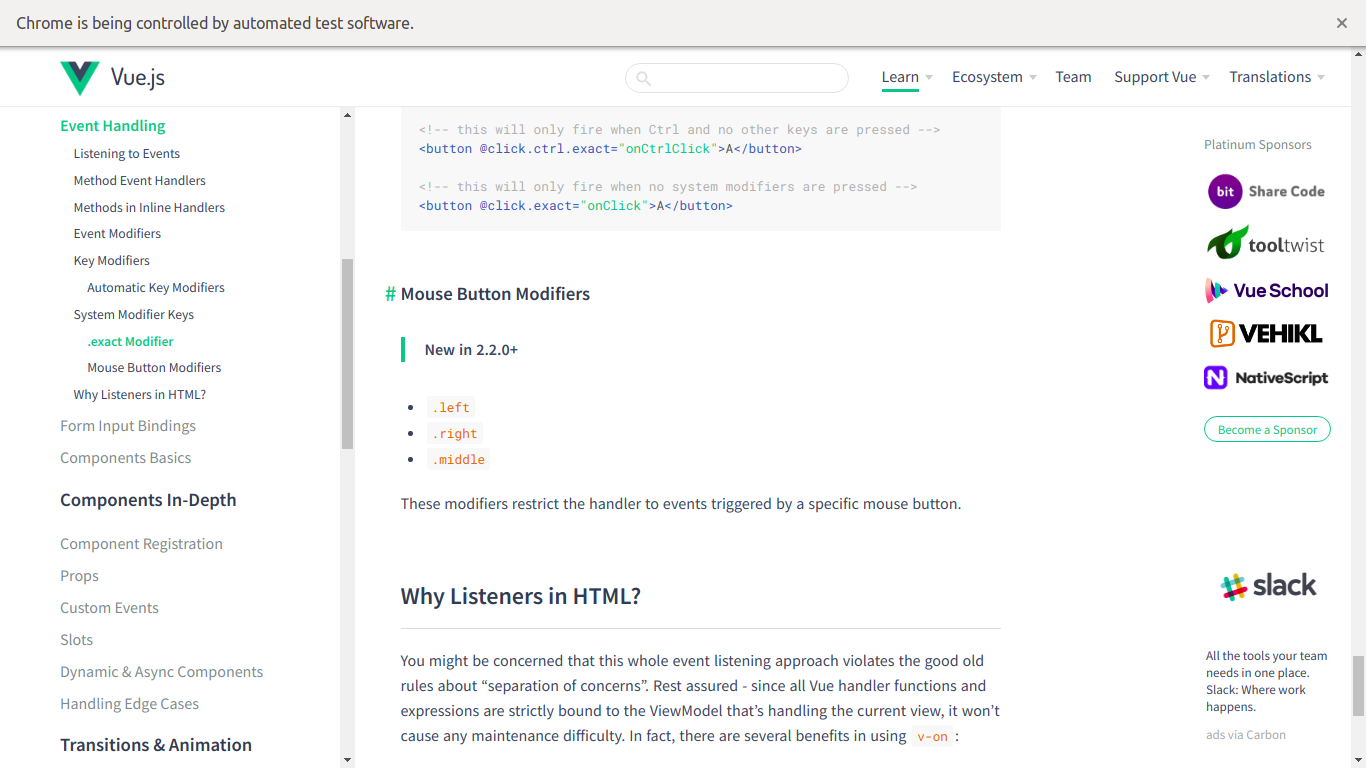 Chrome is being controlled by automated test software.
Vue.js
Learn
Ecosystem
Team
Support Vue
Translations
Event Handling
Listening to Events
Method Event Handlers
Methods in Inline Handlers
Event Modifiers
Key Modifiers
Automatic Key Modifiers
System Modifier Keys
.exact Modifier
Mouse Button Modifiers
Why Listeners in HTML?
Form Input Bindings
Components Basics
Components In-Depth
Component Registration
Props
Custom Events
Slots
Dynamic & Async Components
Handling Edge Cases
Transitions & Animation
<!-- this will only fire when Ctrl and no other keys are pressed -->
<button @click.ctrl.exact="onCtrlClick">A</button>
<!-- this will only fire when no system modifiers are pressed -->
<button @click.exact="onClick">A</button>
# Mouse Button Modifiers
New in 2.2.0+
.left
.right
.middle
These modifiers restrict the handler to events triggered by a specific mouse button.
Why Listeners in HTML?
You might be concerned that this whole event listening approach violates the good old
rules about “separation of concerns”. Rest assured - since all Vue handler functions and
expressions are strictly bound to the ViewModel that’s handling the current view, it won’t
cause any maintenance difficulty. In fact, there are several benefits in using v-on :
Platinum Sponsors
bit Share Code
tooltwist
Vue School
VEHIKL
NativeScript
Become a Sponsor
slack
All the tools your team
needs in one place.
Slack: Where work
happens.
ads via Carbon